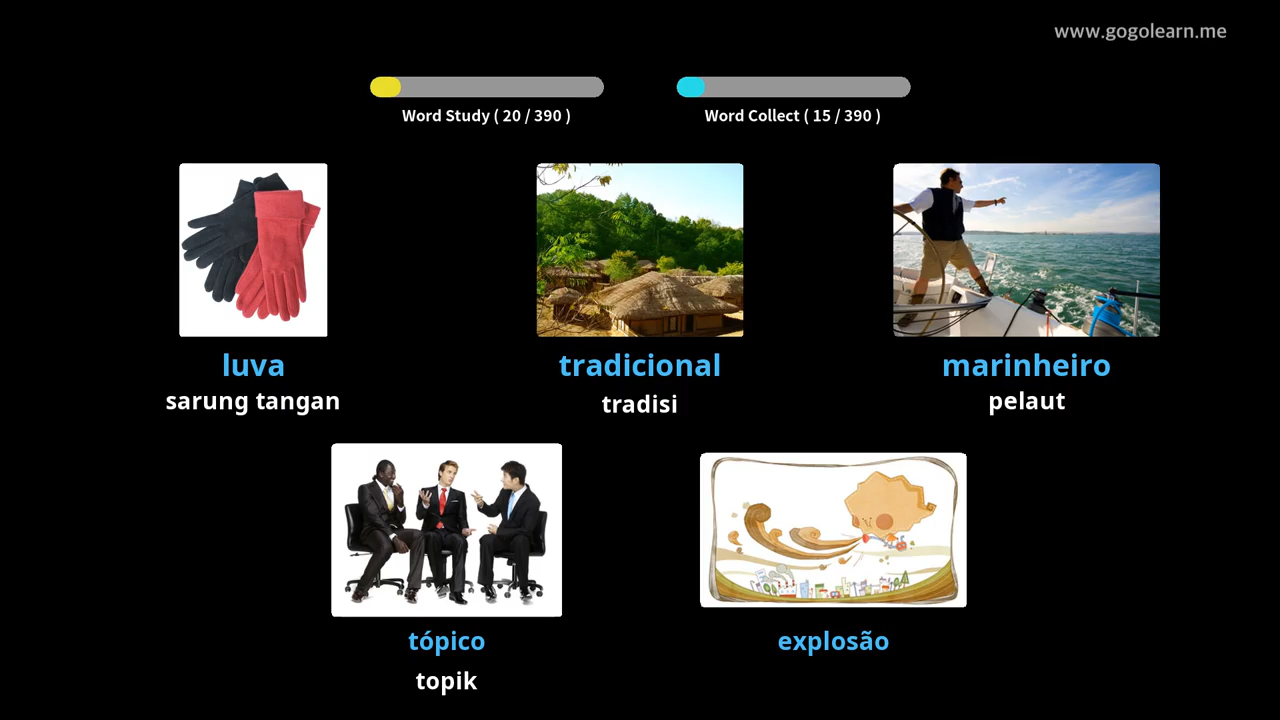 www.gogolearn.me
Word Study ( 20 / 390 )
Word Collect ( 15 / 390 )
luva
sarung tangan
tradicional
tradisi
marinheiro
pelaut
tópico
topik
explosão